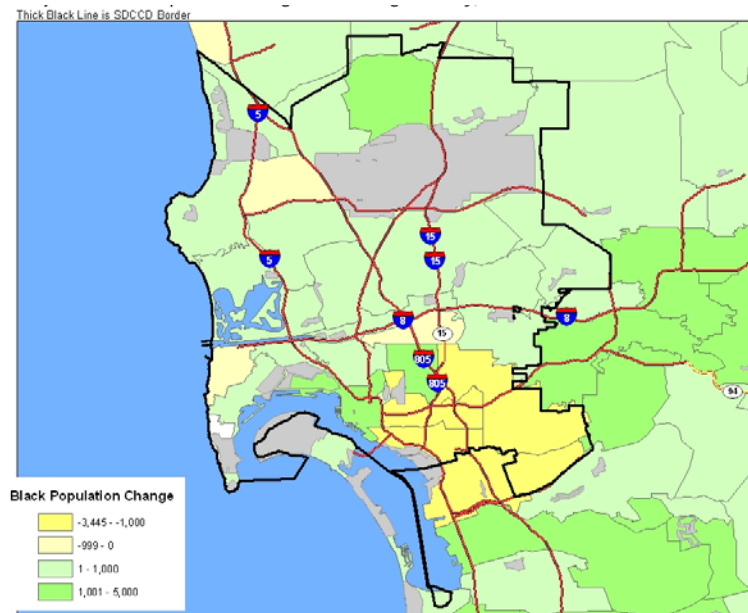 Thick Black Line is SDCCD Border
5
15
5
15
8
8
15
805
805
94
Black Population Change
-3,445 - -1,000
-999 - 0
1 - 1,000
1,001 - 5,000